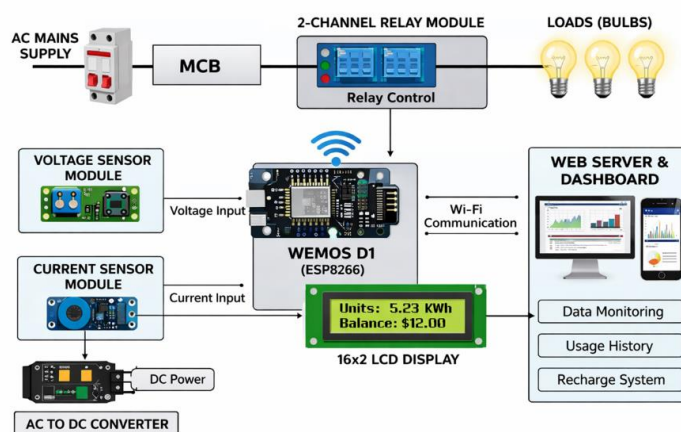 AC MAINS
SUPPLY
MCB
2-CHANNEL RELAY MODULE
Relay Control
LOADS (BULBS)
VOLTAGE SENSOR
MODULE
Voltage Input
WEMOS D1
(ESP8266)
Wi-Fi
Communication
WEB SERVER &
DASHBOARD
CURRENT SENSOR
MODULE
Current Input
Units: 5.23 KWh
Balance: $12.00
16x2 LCD DISPLAY
Data Monitoring
Usage History
Recharge System
DC Power
AC TO DC CONVERTER